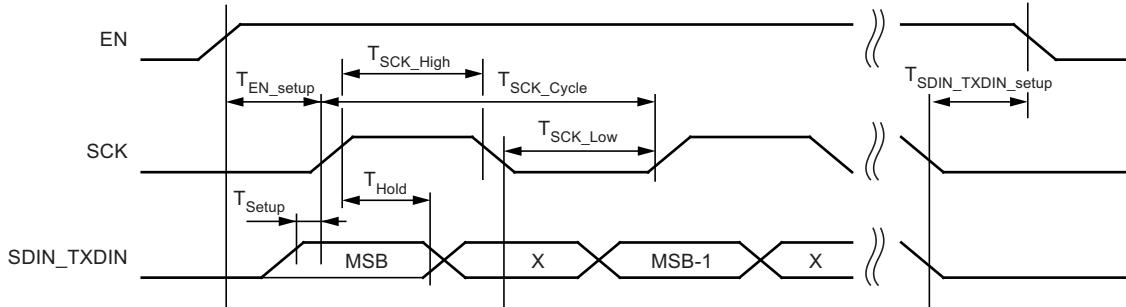 EN
T_SCK_High
T_EN_setup
T_SCK_Cycle
T_SDIN_TXDIN_setup
SCK
T_SCK_Low
T_Hold
T_Setup
SDIN_TXDIN
MSB
X
MSB-1
X